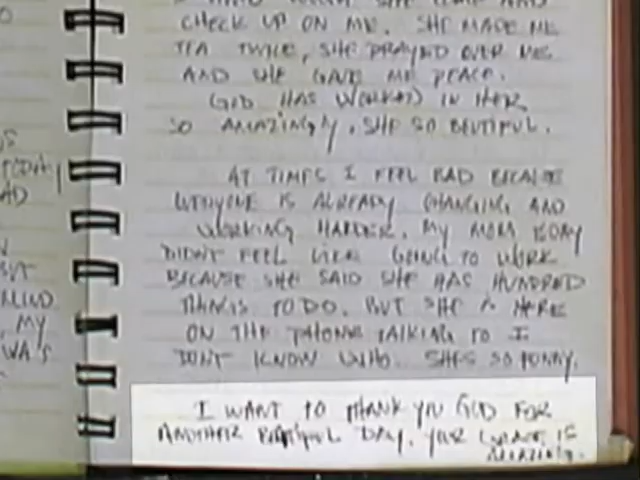 CHECK UP ON ME. SHE MADE ME
TEA TWICE, SHE PRAYED OVER ME
AND SHE GAVE ME PEACE.
GOD HAS WORKED IN HER
SO AMAZINGLY. SHE SO BEUTIFUL.
AT TIMES I FEEL BAD BECAUSE
IS ALREADY CHANGING AND
WORKING HARDER. MY MOM TODAY
DIDN'T FEEL LIKE GOING TO WORK
BECAUSE SHE SAID SHE HAS HUNDRED
THINGS TO DO. BUT SHE IS HERE
ON THE PHONE TALKING TO I
DON'T KNOW WHO. SHES SO FUNNY.
I WANT TO THANK YOU GOD FOR
ANOTHER DAY. YOUR IS
AMAZING.